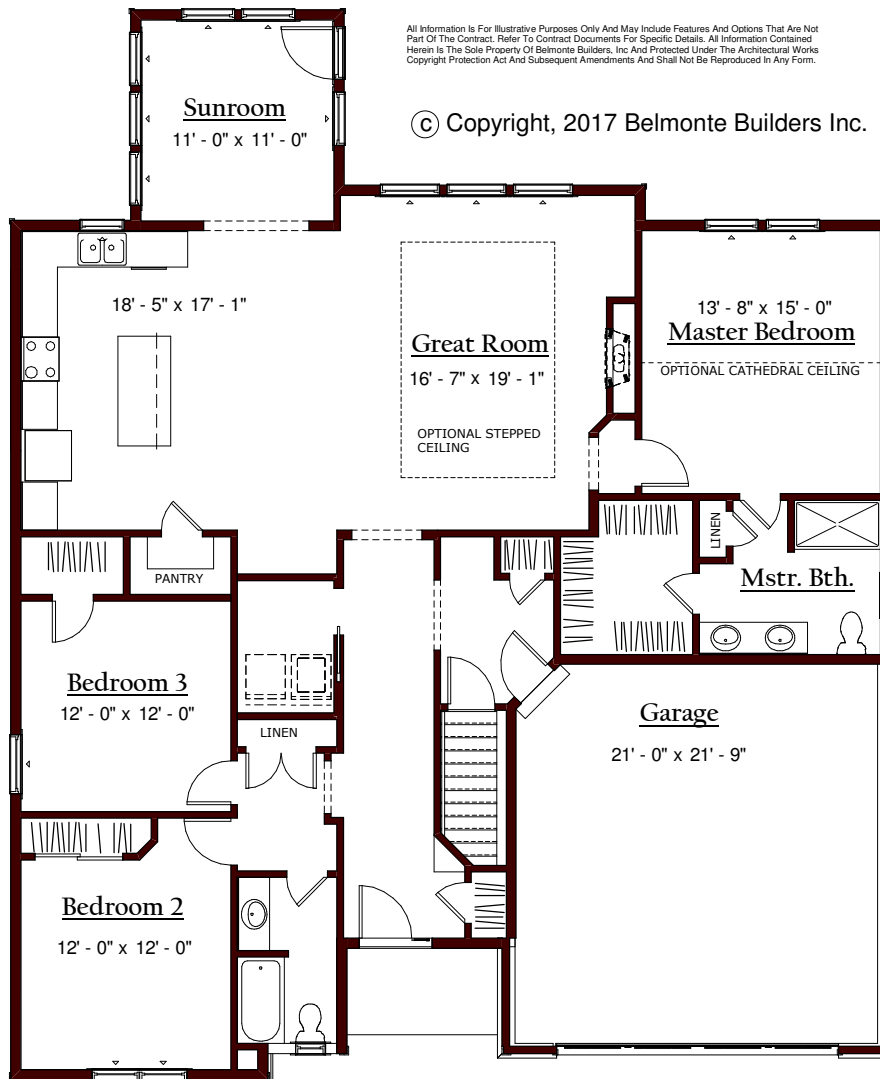 All Information Is For Illustrative Purposes Only And May Include Features And Options That Are Not
Part Of The Contract. Refer To Contract Documents For Specific Details. All Information Contained
Herein Is The Sole Property Of Belmonte Builders, Inc And Protected Under The Architectural Works
Copyright Protection Act And Subsequent Amendments And Shall Not Be Reproduced In Any Form.
© Copyright, 2017 Belmonte Builders Inc.
Sunroom
11' - 0" x 11' - 0"
18' - 5" x 17' - 1"
Great Room
16' - 7" x 19' - 1"
OPTIONAL STEPPED
CEILING
13' - 8" x 15' - 0"
Master Bedroom
OPTIONAL CATHEDRAL CEILING
LINEN
Mstr. Bth.
PANTRY
Bedroom 3
12' - 0" x 12' - 0"
LINEN
Garage
21' - 0" x 21' - 9"
Bedroom 2
12' - 0" x 12' - 0"